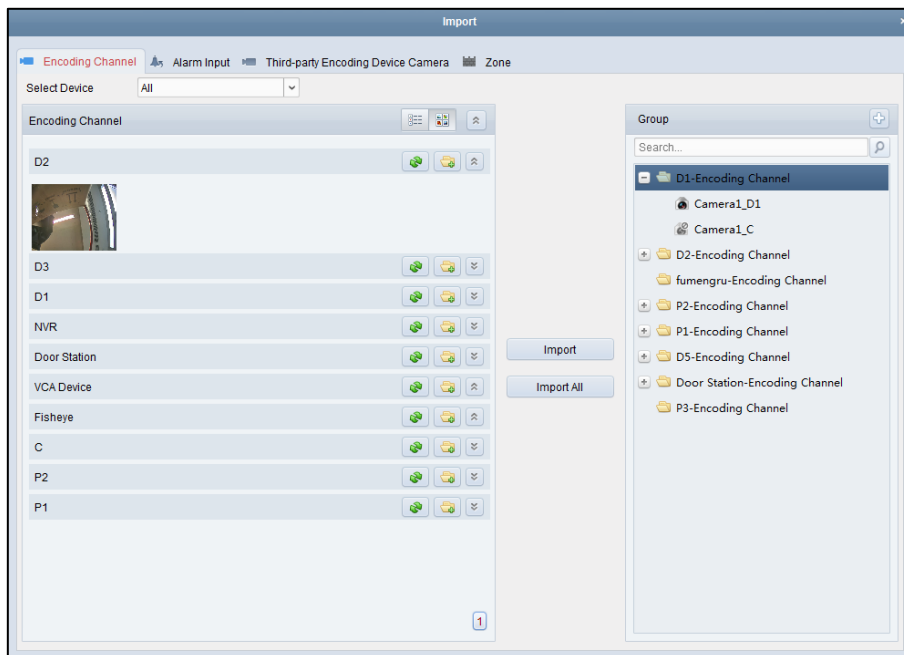 Import
Encoding Channel Alarm Input Third-party Encoding Device Camera Zone
Select Device All
Encoding Channel
D2
D3
D1
NVR
Door Station
VCA Device
Fisheye
C
P2
P1
1
Import
Import All
Group
Search...
D1-Encoding Channel
Camera1_D1
Camera1_C
D2-Encoding Channel
fumengru-Encoding Channel
P2-Encoding Channel
P1-Encoding Channel
D5-Encoding Channel
Door Station-Encoding Channel
P3-Encoding Channel